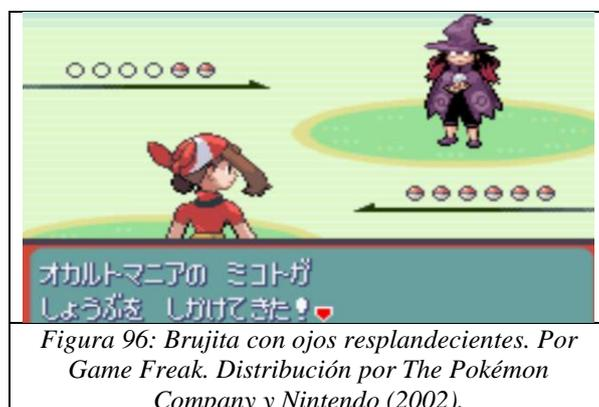 オカルトマニアの ミコトが
しょうぶを しかけてきた!
Figura 96: Brujita con ojos resplandecientes. Por
Game Freak. Distribución por The Pokémon
Company y Nintendo (2002).